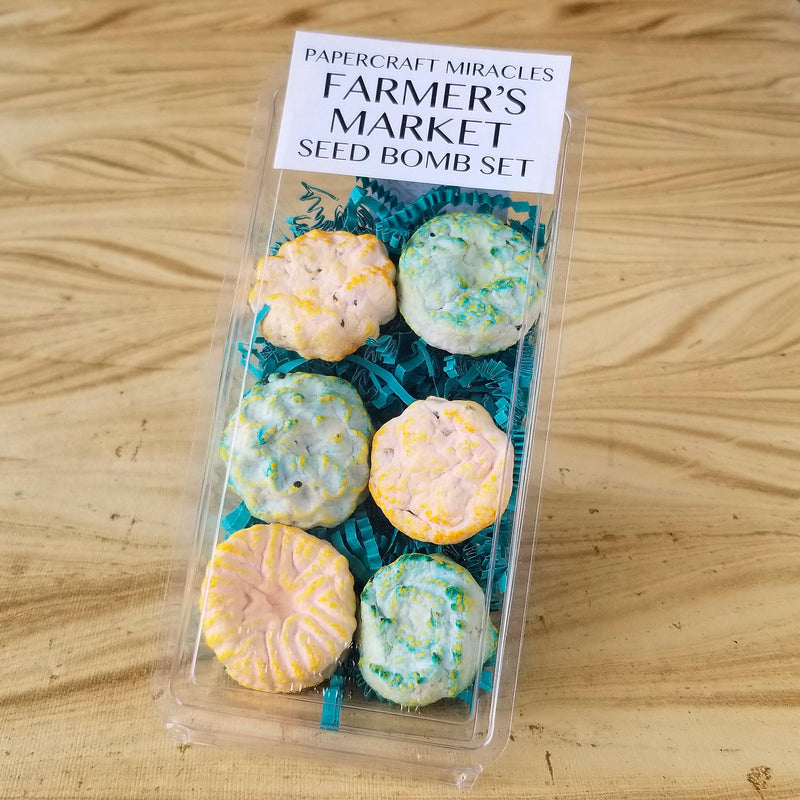 PAPERCRAFT MIRACLES
FARMER'S
MARKET
SEED BOMB SET